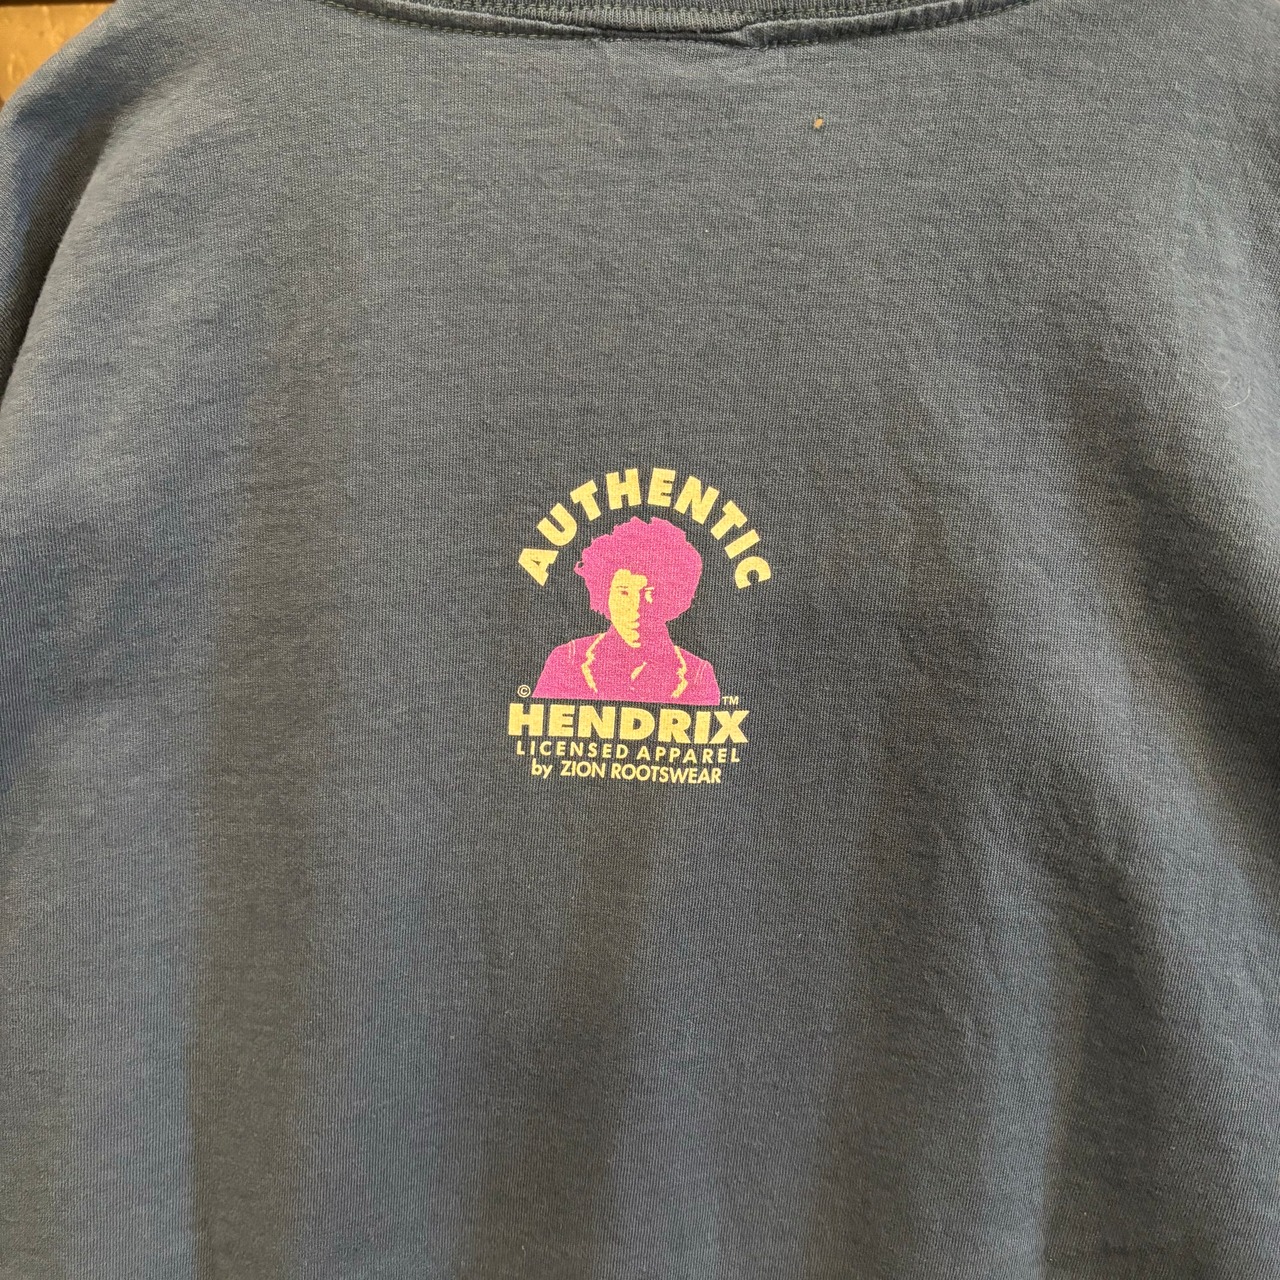 AUTHENTIC
© ™
HENDRIX
LICENSED APPAREL
by ZION ROOTSWEAR